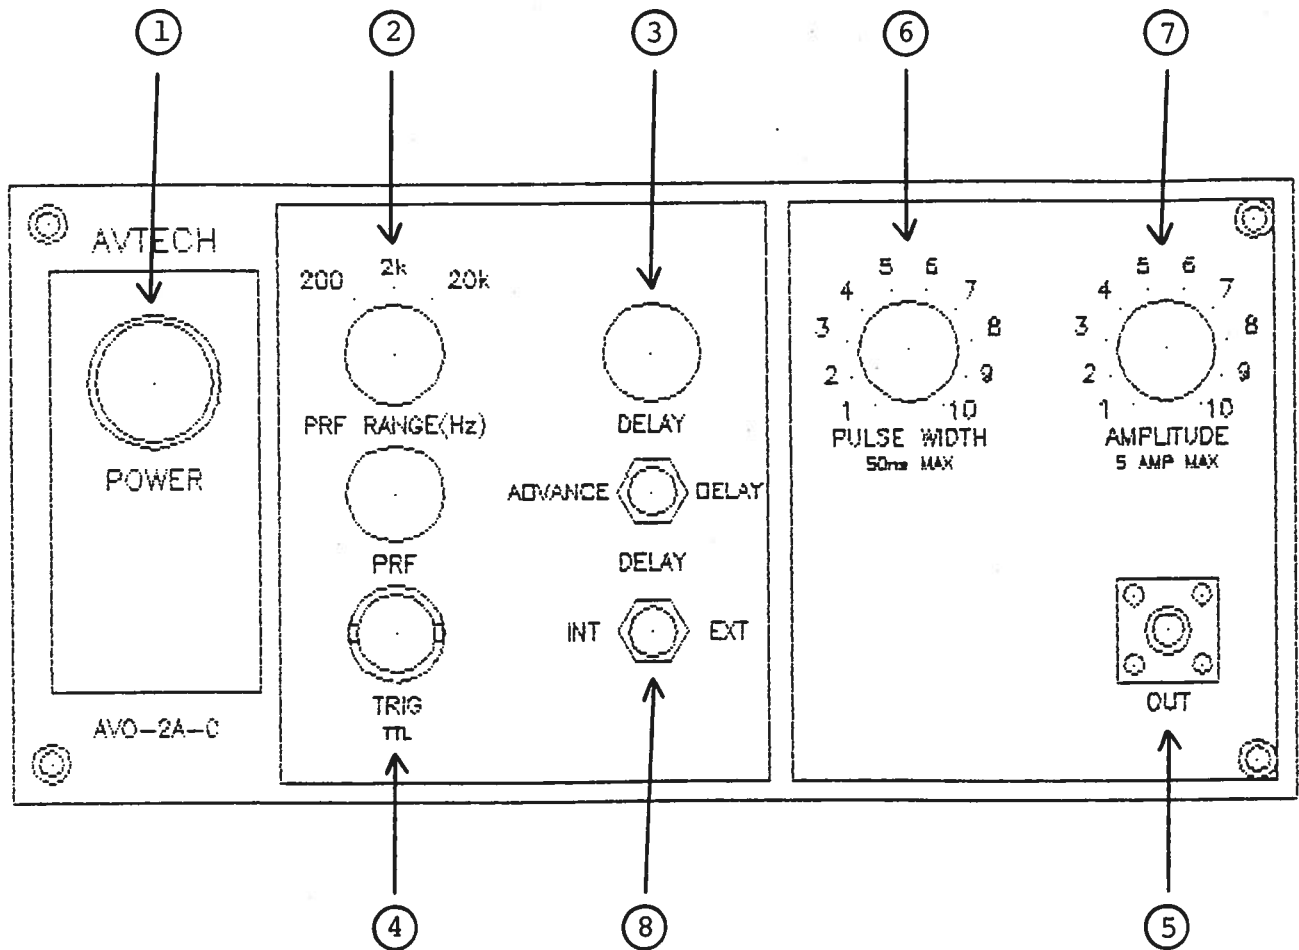 1 2 3 6 7
AVTECH
POWER
AVO-2A-C
200 2k 20k
PRF RANGE(Hz)
PRF
TRIG
TTL
DELAY
ADVANCE DELAY
DELAY
INT EXT
1 2 3 4 5 6 7 8 9 10
PULSE WIDTH
50ns MAX
1 2 3 4 5 6 7 8 9 10
AMPLITUDE
5 AMP MAX
OUT
4 8 5